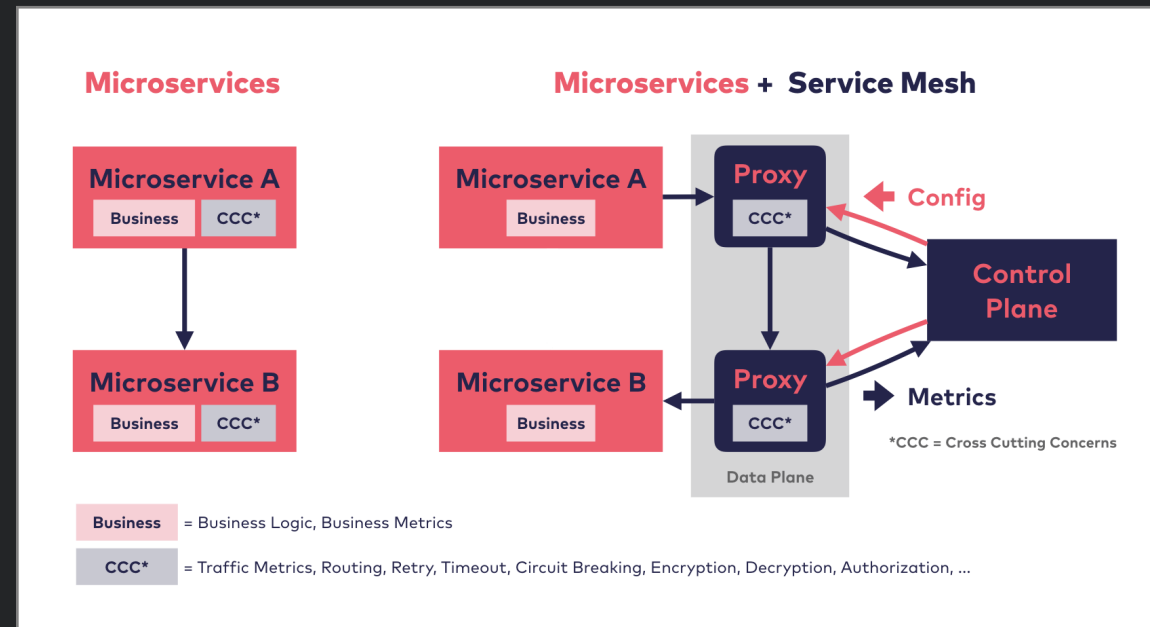 Microservices
Microservices + Service Mesh
Microservice A
Business
CCC*
Microservice B
Business
CCC*
Microservice A
Business
Proxy
CCC*
Config
Control
Plane
Microservice B
Business
Proxy
CCC*
Metrics
Data Plane
*CCC = Cross Cutting Concerns
Business = Business Logic, Business Metrics
CCC* = Traffic Metrics, Routing, Retry, Timeout, Circuit Breaking, Encryption, Decryption, Authorization, ...